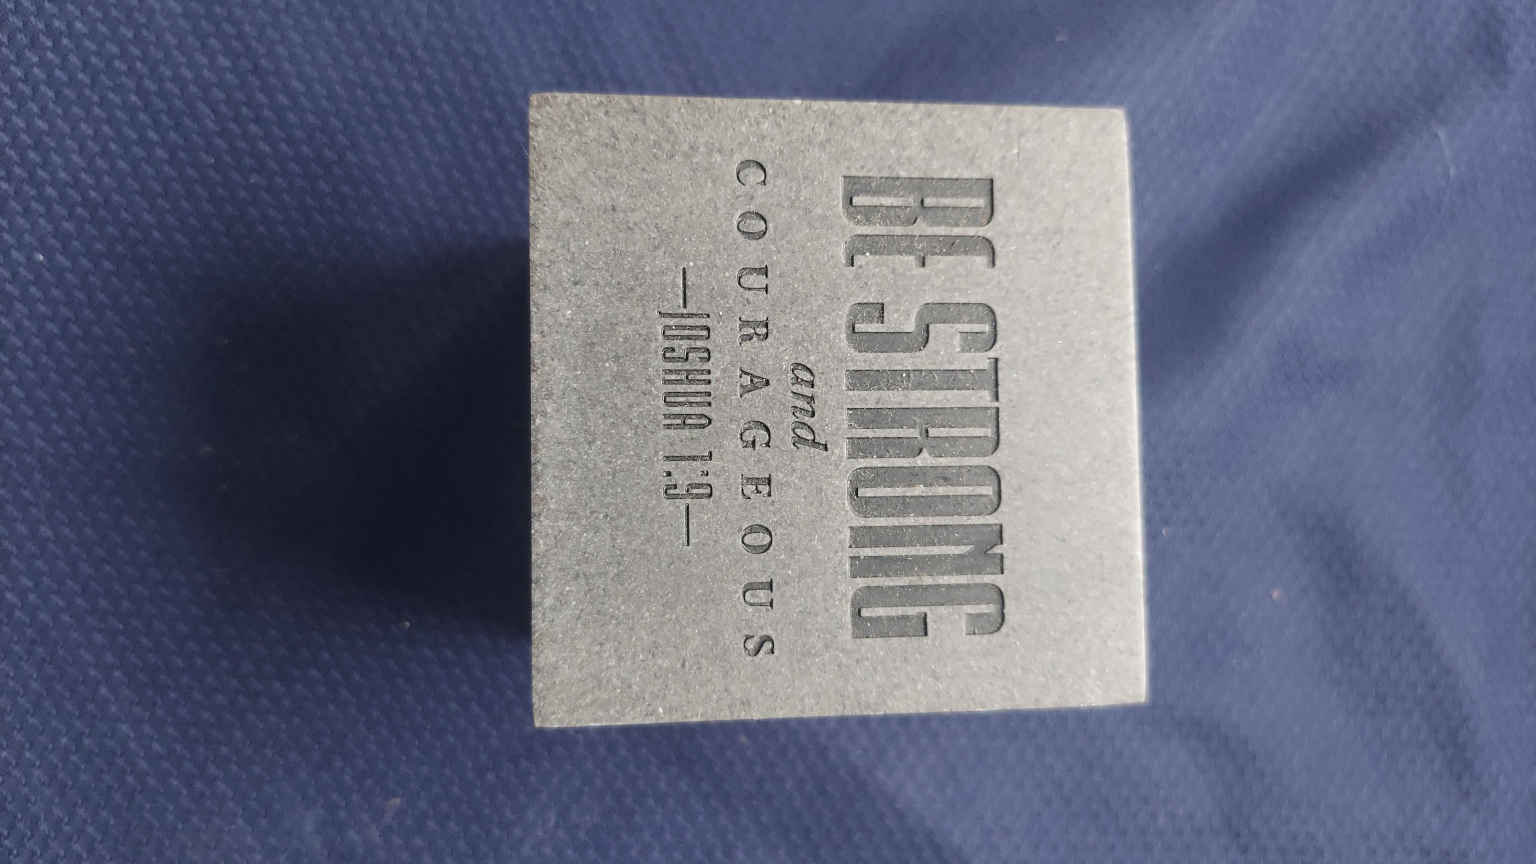 BE STRONG
and
COURAGEOUS
—JOSHUA 1:9—